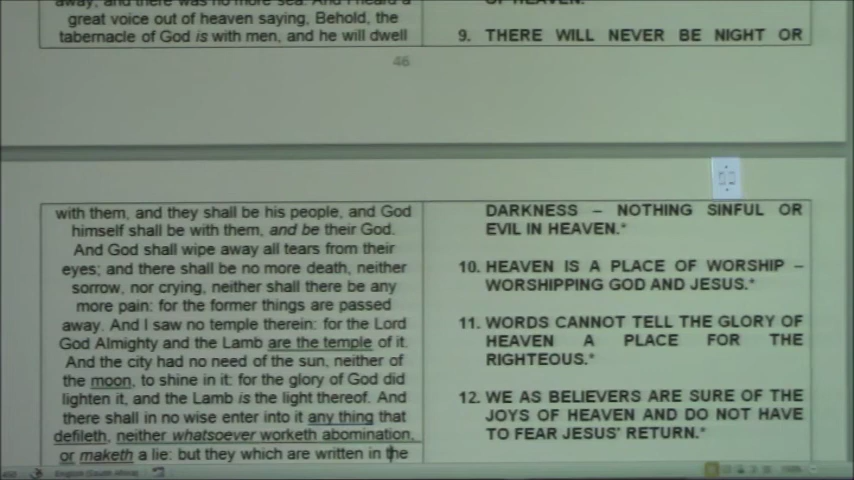 away, and there was no more sea. And I heard a
great voice out of heaven saying, Behold, the
tabernacle of God is with men, and he will dwell
OF HEAVEN.
9. THERE WILL NEVER BE NIGHT OR
46
with them, and they shall be his people, and God
himself shall be with them, and be their God.
And God shall wipe away all tears from their
eyes; and there shall be no more death, neither
sorrow, nor crying, neither shall there be any
more pain: for the former things are passed
away. And I saw no temple therein: for the Lord
God Almighty and the Lamb are the temple of it.
And the city had no need of the sun, neither of
the moon, to shine in it: for the glory of God did
lighten it, and the Lamb is the light thereof. And
there shall in no wise enter into it any thing that
defileth, neither whatsoever worketh abomination,
or maketh a lie: but they which are written in the
DARKNESS – NOTHING SINFUL OR
EVIL IN HEAVEN.*
10. HEAVEN IS A PLACE OF WORSHIP –
WORSHIPPING GOD AND JESUS.*
11. WORDS CANNOT TELL THE GLORY OF
HEAVEN A PLACE FOR THE
RIGHTEOUS.*
12. WE AS BELIEVERS ARE SURE OF THE
JOYS OF HEAVEN AND DO NOT HAVE
TO FEAR JESUS' RETURN.*
English (South Africa)